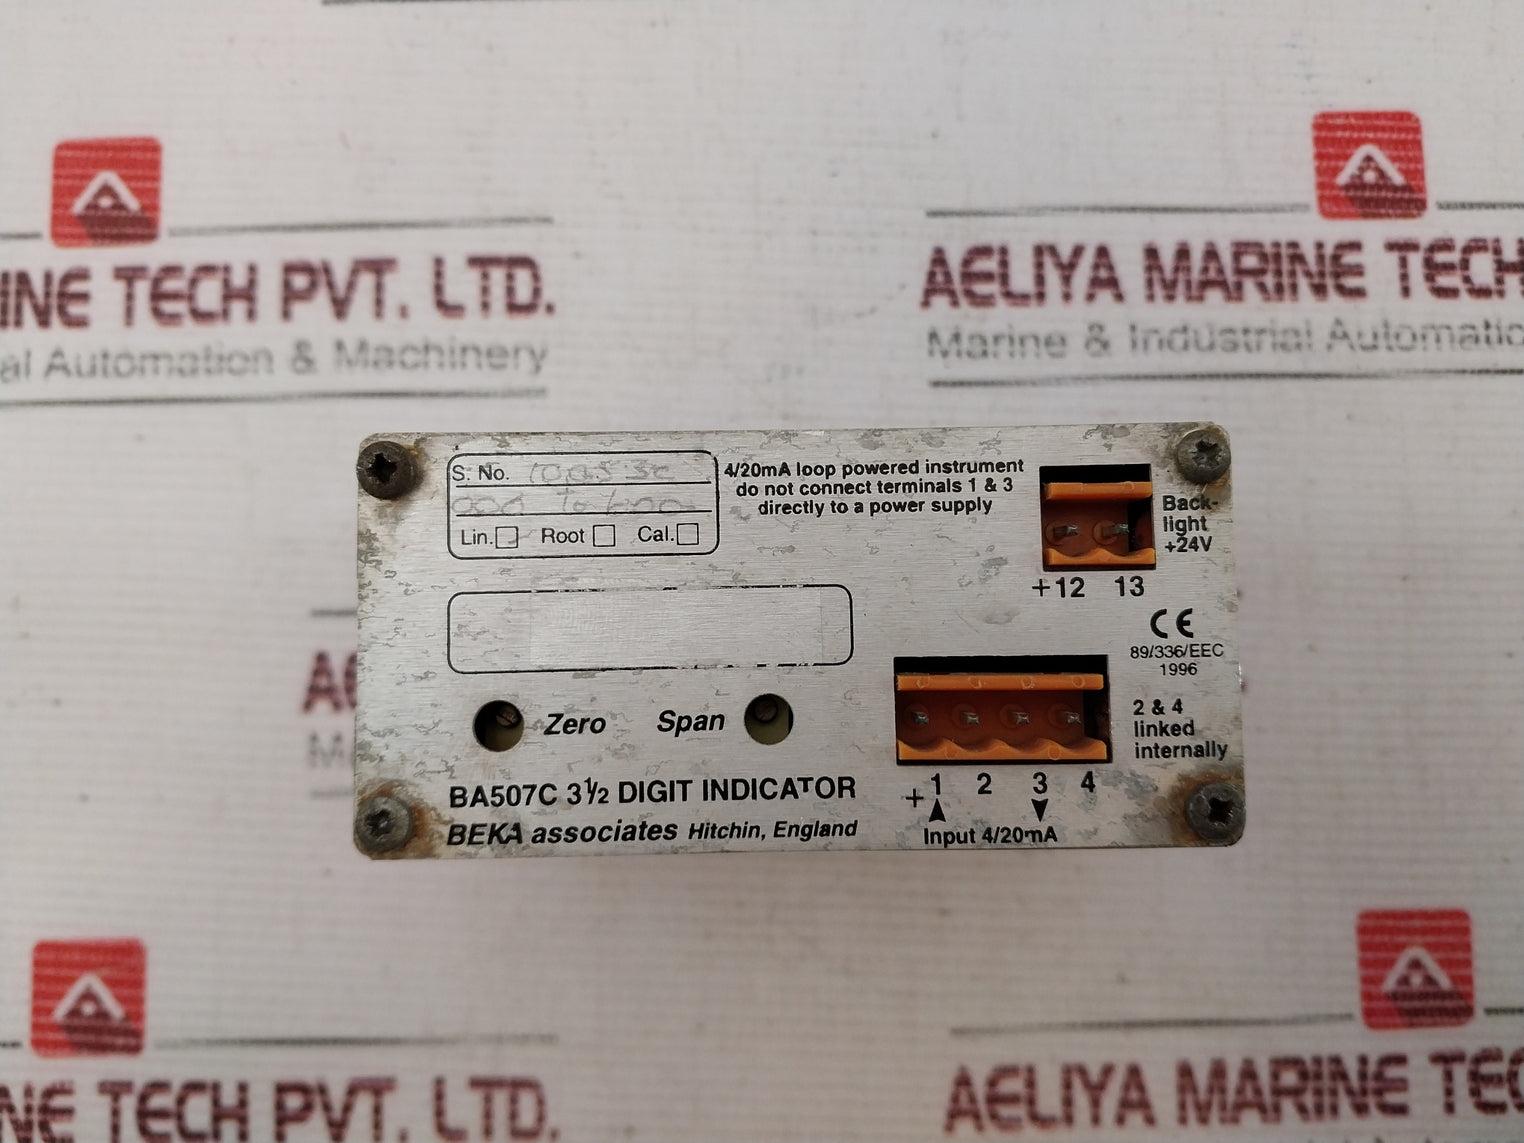 INE TECH PVT. LTD.
al Automation & Machinery
AELIYA MARINE TECH
Marine & Industrial Automatio
S. No.
Lin. Root Cal.
4/20mA loop powered instrument
do not connect terminals 1 & 3
directly to a power supply
Back-
light
+24V
+12 13
CE
89/336/EEC
1996
Zero Span
2 & 4
linked
internally
BA507C 3½ DIGIT INDICATOR
BEKA associates Hitchin, England
+ 1 2 3 4
Input 4/20mA
AE
M
NE TECH PVT. LTD.
AELIYA MARINE TEC